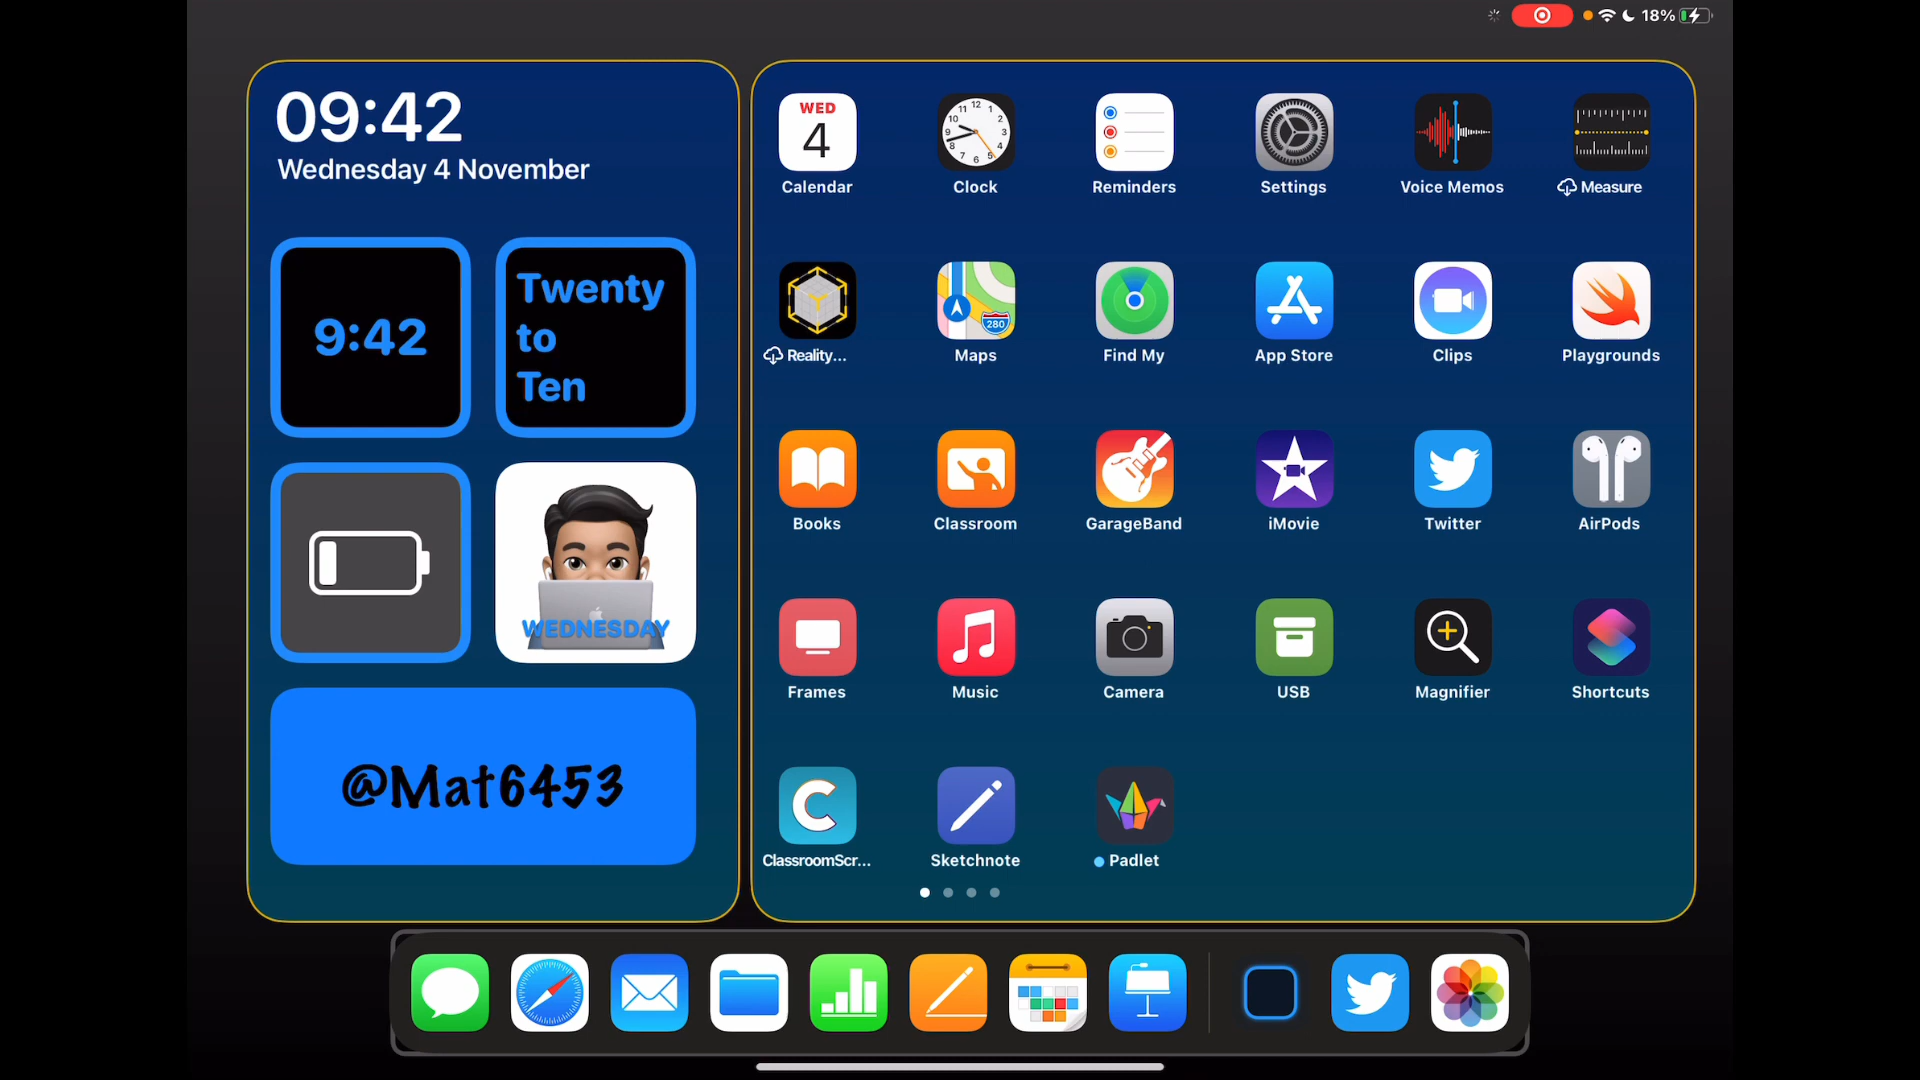 18%
09:42
Wednesday 4 November
9:42
Twenty
to
Ten
WEDNESDAY
@Mat6453
WED
4
Calendar
Clock
Reminders
Settings
Voice Memos
Measure
280
Reality...
Maps
Find My
App Store
Clips
Playgrounds
Books
Classroom
GarageBand
iMovie
Twitter
AirPods
Frames
Music
Camera
USB
Magnifier
Shortcuts
C
ClassroomScr...
Sketchnote
Padlet